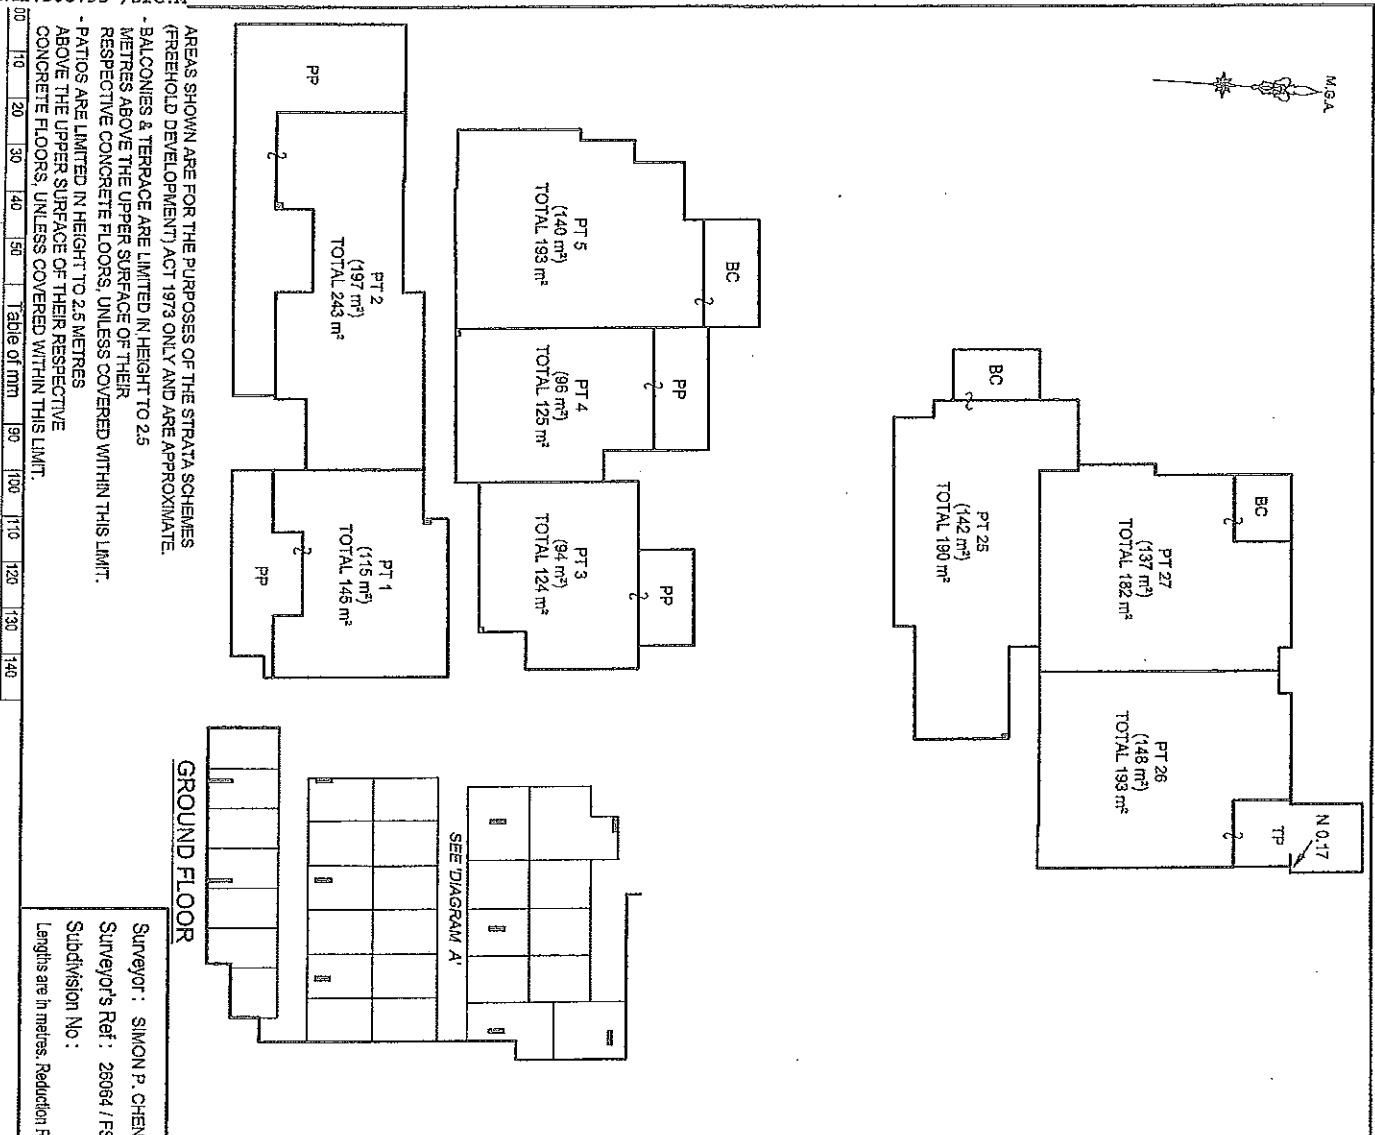 M.G.A.
N 0.17
TP
BC
PT 27
(137 m²)
TOTAL 182 m²
PT 26
(148 m²)
TOTAL 193 m²
BC
PT 25
(142 m²)
TOTAL 190 m²
BC
PP
PP
PT 5
(140 m²)
TOTAL 193 m²
PT 4
(96 m²)
TOTAL 125 m²
PT 3
(94 m²)
TOTAL 124 m²
SEE 'DIAGRAM A'
PP
PT 2
(197 m²)
TOTAL 243 m²
PT 1
(115 m²)
TOTAL 145 m²
PP
GROUND FLOOR
AREAS SHOWN ARE FOR THE PURPOSES OF THE STRATA SCHEMES
(FREEHOLD DEVELOPMENT) ACT 1973 ONLY AND ARE APPROXIMATE.
- BALCONIES & TERRACE ARE LIMITED IN HEIGHT TO 2.5
METRES ABOVE THE UPPER SURFACE OF THEIR
RESPECTIVE CONCRETE FLOORS, UNLESS COVERED WITHIN THIS LIMIT.
- PATIOS ARE LIMITED IN HEIGHT TO 2.5 METRES
ABOVE THE UPPER SURFACE OF THEIR RESPECTIVE
CONCRETE FLOORS, UNLESS COVERED WITHIN THIS LIMIT.
Surveyor : SIMON P. CHEN
Surveyor's Ref : 26064 / FS
Subdivision No :
Lengths are in metres. Reduction
10 20 30 40 50 Table of mm 90 100 110 120 130 140